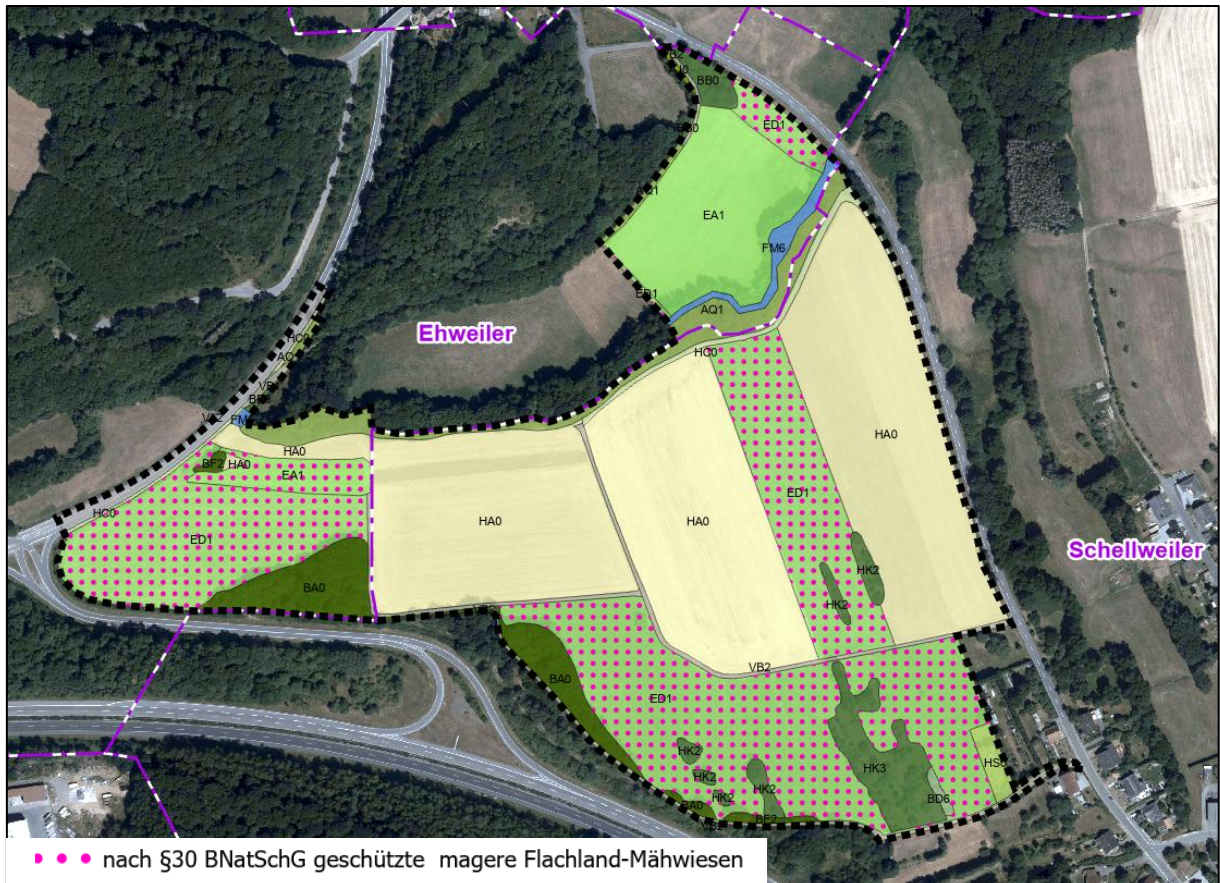 BB0
ED1
EA1
FM6
ED1
AQ1
Ehweiler
HC0
HA0
HA0
BF2
HA0
EA1
HC0
ED1
HA0
HA0
ED1
Schellweiler
BA0
HK2
HK2
VB2
BA0
ED1
HK2
HK2
HK2
HK2
HK3
BD6
BA0
nach §30 BNatSchG geschützte magere Flachland-Mähwiesen